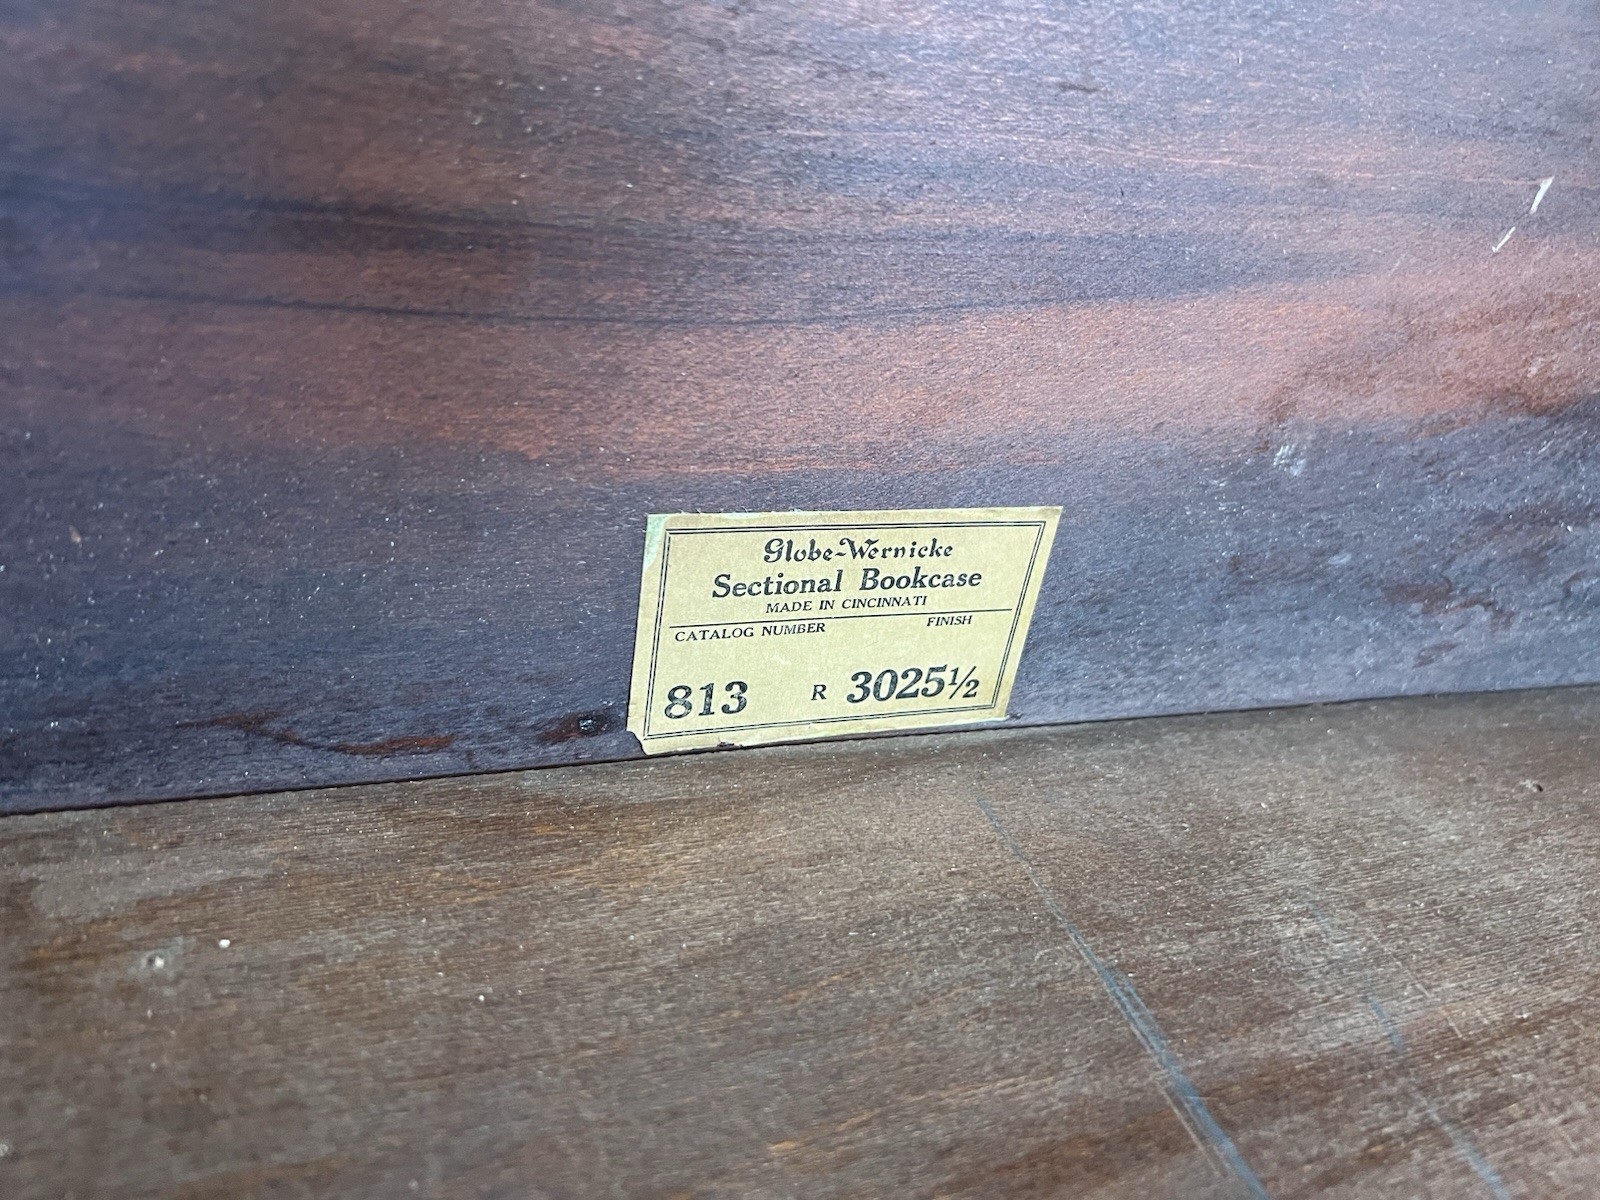 Globe-Wernicke
Sectional Bookcase
MADE IN CINCINNATI
CATALOG NUMBER FINISH
813 R 3025½